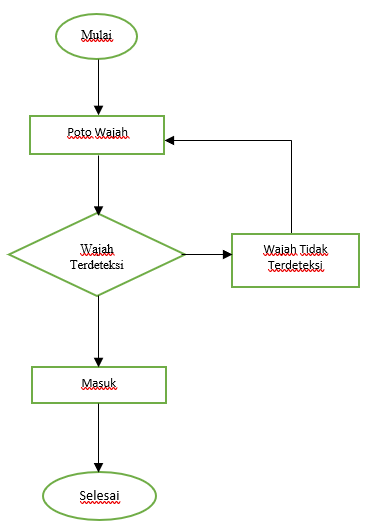 Mulai
Poto Wajah
Wajah
Terdeteksi
Wajah Tidak
Terdeteksi
Masuk
Selesai